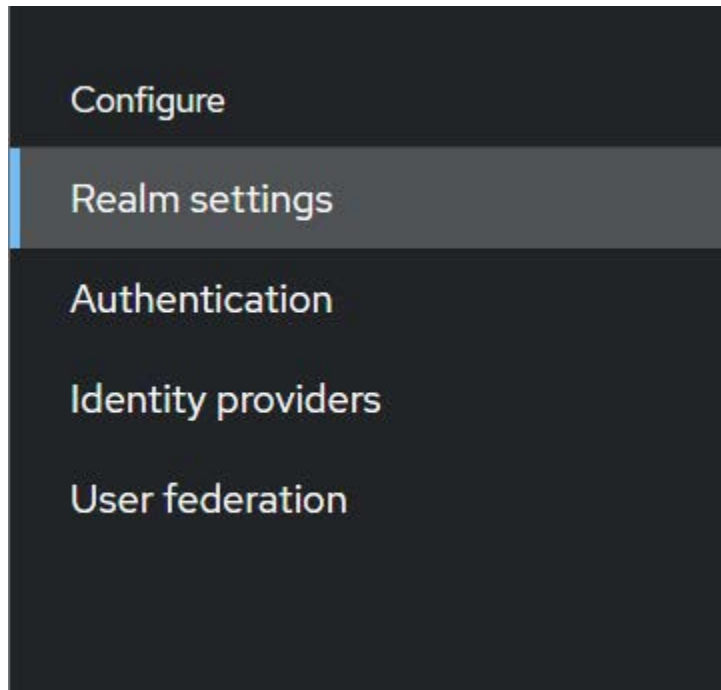 Configure
Realm settings
Authentication
Identity providers
User federation